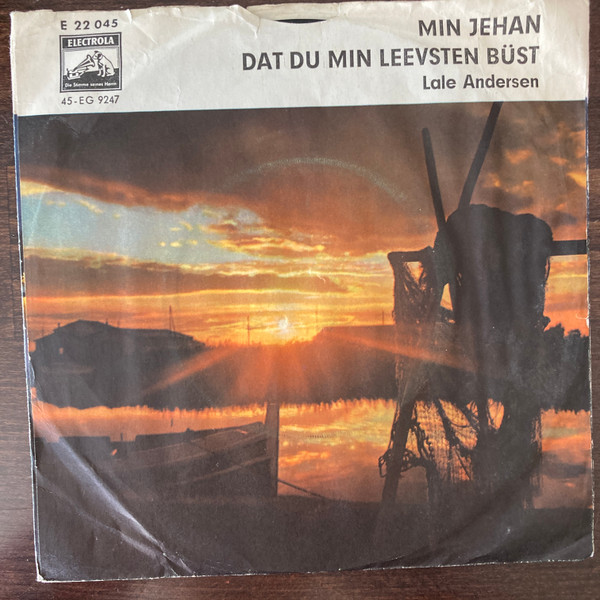 E 22 045
ELECTROLA
Die Stimme seines Herrn
45-EG 9247
MIN JEHAN
DAT DU MIN LEEVSTEN BÜST
Lale Andersen